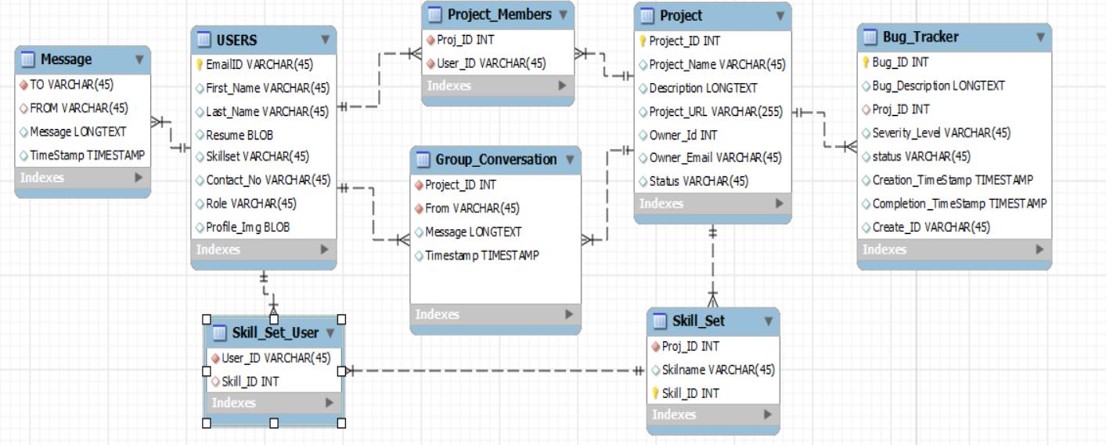 Message
TO VARCHAR(45)
FROM VARCHAR(45)
Message LONGTEXT
TimeStamp TIMESTAMP
Indexes
USERS
EmailID VARCHAR(45)
First_Name VARCHAR(45)
Last_Name VARCHAR(45)
Resume BLOB
Skillset VARCHAR(45)
Contact_No VARCHAR(45)
Role VARCHAR(45)
Profile_Img BLOB
Indexes
Project_Members
Proj_ID INT
User_ID VARCHAR(45)
Indexes
Group_Conversation
Project_ID INT
From VARCHAR(45)
Message LONGTEXT
Timestamp TIMESTAMP
Indexes
Project
Project_ID INT
Project_Name VARCHAR(45)
Description LONGTEXT
Project_URL VARCHAR(255)
Owner_Id INT
Owner_Email VARCHAR(45)
Status VARCHAR(45)
Indexes
Bug_Tracker
Bug_ID INT
Bug_Description LONGTEXT
Proj_ID INT
Severity_Level VARCHAR(45)
status VARCHAR(45)
Creation_TimeStamp TIMESTAMP
Completion_TimeStamp TIMESTAMP
Create_ID VARCHAR(45)
Indexes
Skill_Set_User
User_ID VARCHAR(45)
Skill_ID INT
Indexes
Skill_Set
Proj_ID INT
Skilname VARCHAR(45)
Skill_ID INT
Indexes